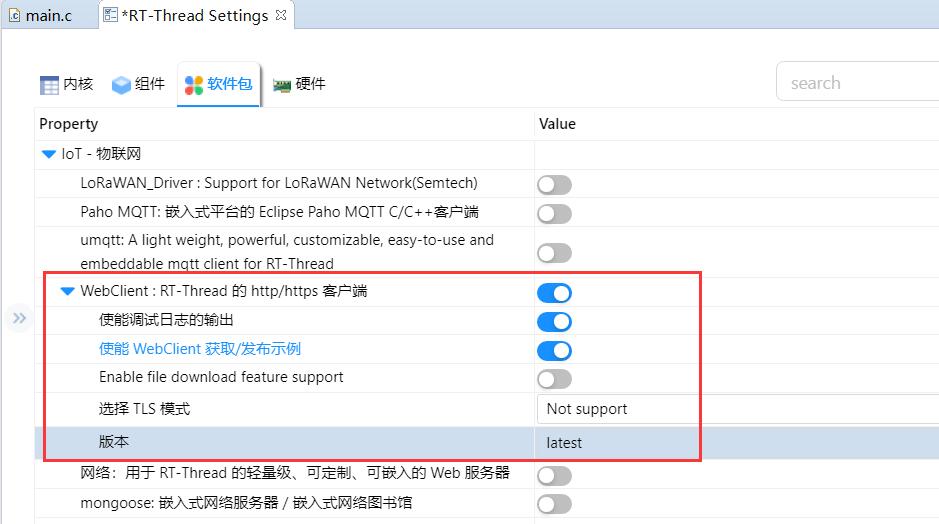 main.c
*RT-Thread Settings
内核 组件 软件包 硬件
search
Property Value
IoT - 物联网
LoRaWAN_Driver : Support for LoRaWAN Network(Semtech)
Paho MQTT: 嵌入式平台的 Eclipse Paho MQTT C/C++客户端
umqtt: A light weight, powerful, customizable, easy-to-use and
embeddable mqtt client for RT-Thread
WebClient : RT-Thread 的 http/https 客户端
使能调试日志的输出
使能 WebClient 获取/发布示例
Enable file download feature support
选择 TLS 模式 Not support
版本 latest
网络：用于 RT-Thread 的轻量级、可定制、可嵌入的 Web 服务器
mongoose: 嵌入式网络服务器 / 嵌入式网络图书馆